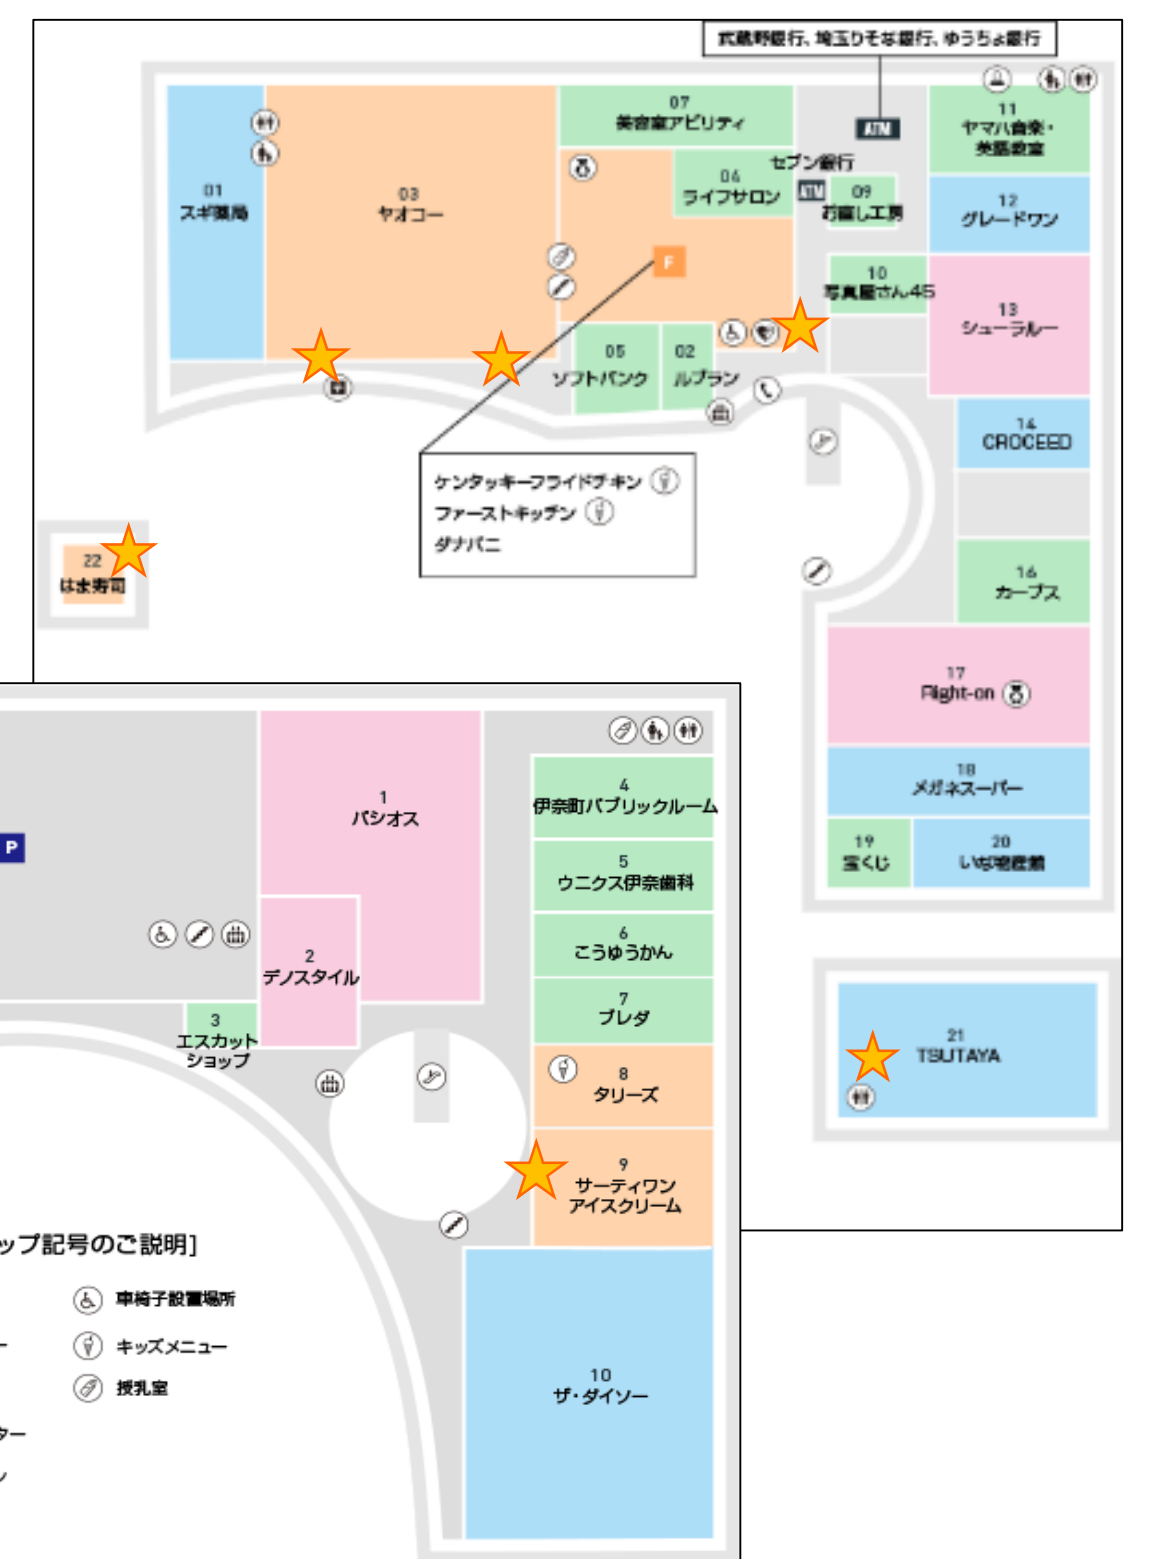 武蔵野銀行、埼玉りそな銀行、ゆうちょ銀行
ATM
セブン銀行
ATM
01
スギ薬局
03
ヤオコー
07
美容室アビリティ
04
ライフサロン
09
お直し工房
10
写真屋さん45
11
ヤマハ音楽・
英語教室
12
グレードワン
13
シューラルー
F
05
ソフトバンク
02
ルブラン
14
CROCEED
ケンタッキーフライドチキン
ファーストキッチン
ダナパニ
22
はま寿司
16
カーブス
17
Right-on
18
メガネスーパー
19
宝くじ
20
いな物産館
21
TSUTAYA
P
1
パシオス
2
デノスタイル
3
エスカット
ショップ
4
伊奈町パブリックルーム
5
ウニクス伊奈歯科
6
こうゆうかん
7
ブレダ
8
タリーズ
9
サーティワン
アイスクリーム
10
ザ・ダイソー
ップ記号のご説明]
車椅子設置場所
ー
キッズメニュー
授乳室
ター
ン